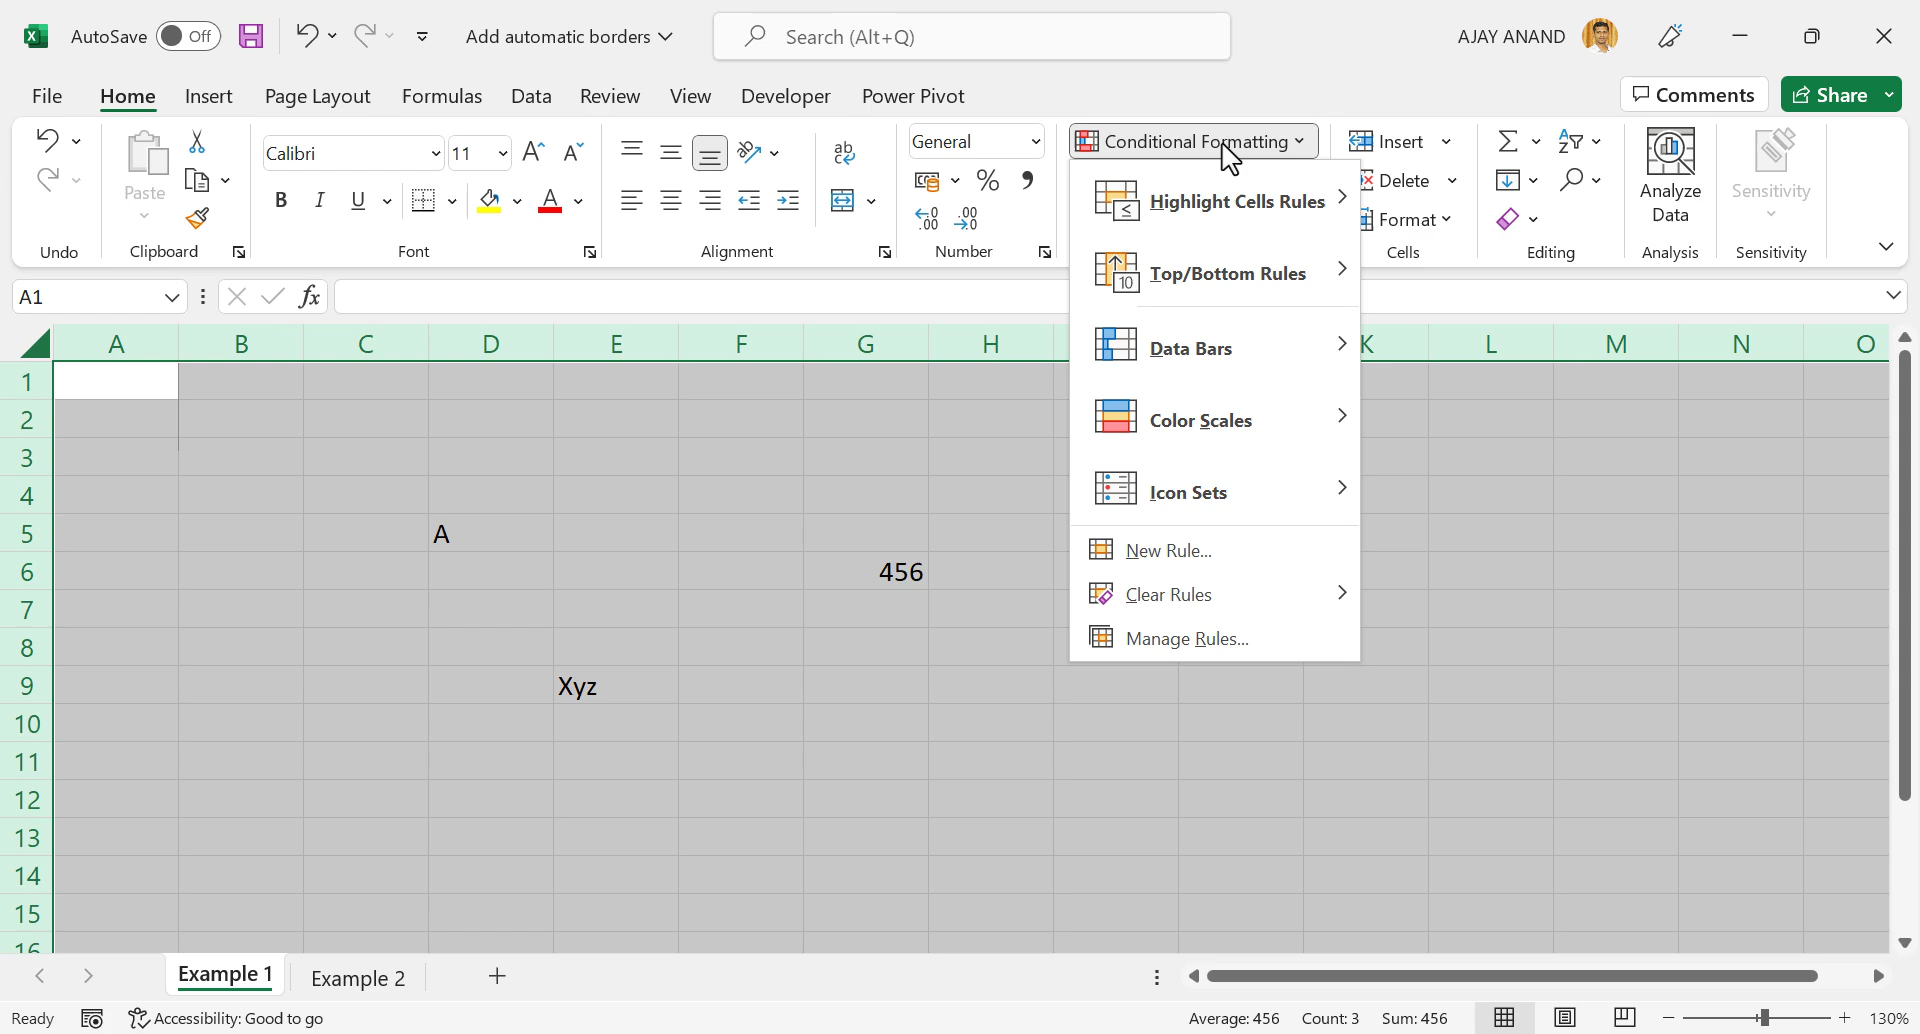 AutoSave Off Add automatic borders Search (Alt+Q) AJAY ANAND
File Home Insert Page Layout Formulas Data Review View Developer Power Pivot Comments Share
Paste
Calibri 11
General
Conditional Formatting
Insert
Delete
Format
Analyze Data
Sensitivity
Undo Clipboard Font Alignment Number Cells Editing Analysis Sensitivity
Highlight Cells Rules
Top/Bottom Rules
Data Bars
Color Scales
Icon Sets
New Rule...
Clear Rules
Manage Rules...
A1 fx
A B C D E F G H K L M N O
1
2
3
4
5 A
6 456
7
8
9 Xyz
10
11
12
13
14
15
16
Example 1 Example 2
Ready Accessibility: Good to go Average: 456 Count: 3 Sum: 456 130%